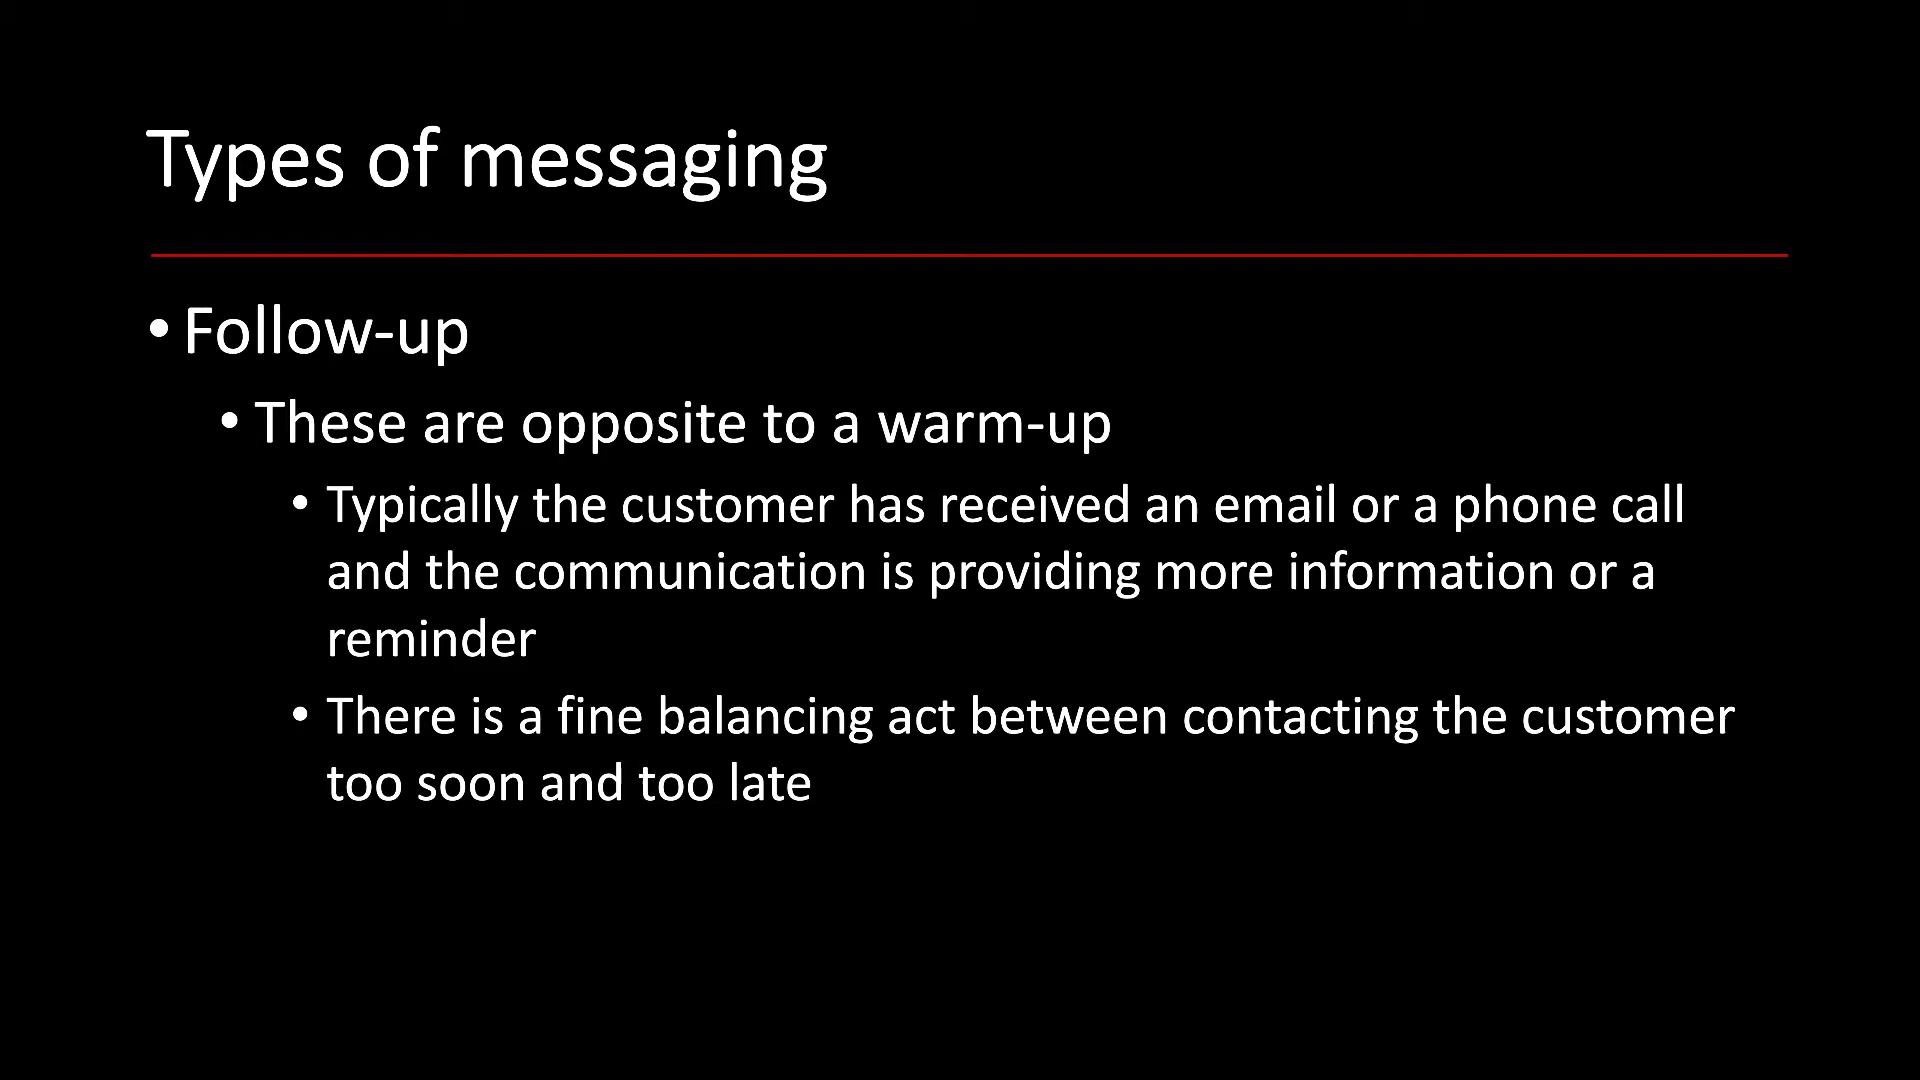 Types of messaging
• Follow-up
• These are opposite to a warm-up
• Typically the customer has received an email or a phone call
and the communication is providing more information or a
reminder
• There is a fine balancing act between contacting the customer
too soon and too late